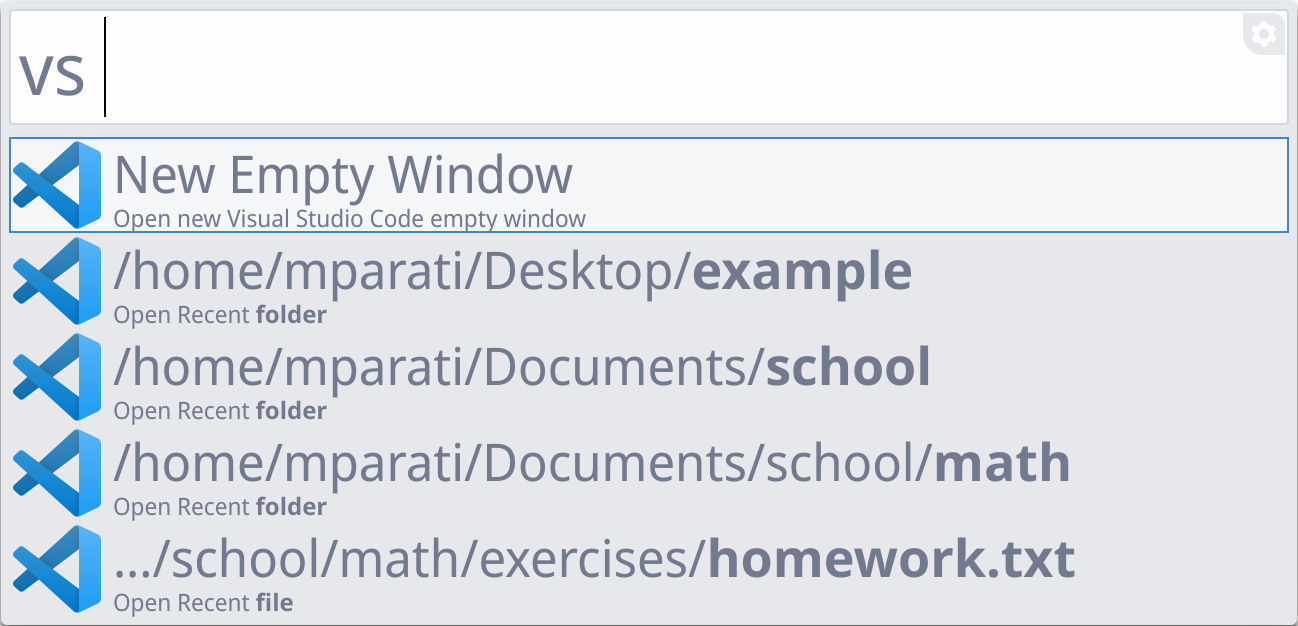 vs
New Empty Window
Open new Visual Studio Code empty window
/home/mparati/Desktop/example
Open Recent folder
/home/mparati/Documents/school
Open Recent folder
/home/mparati/Documents/school/math
Open Recent folder
.../school/math/exercises/homework.txt
Open Recent file